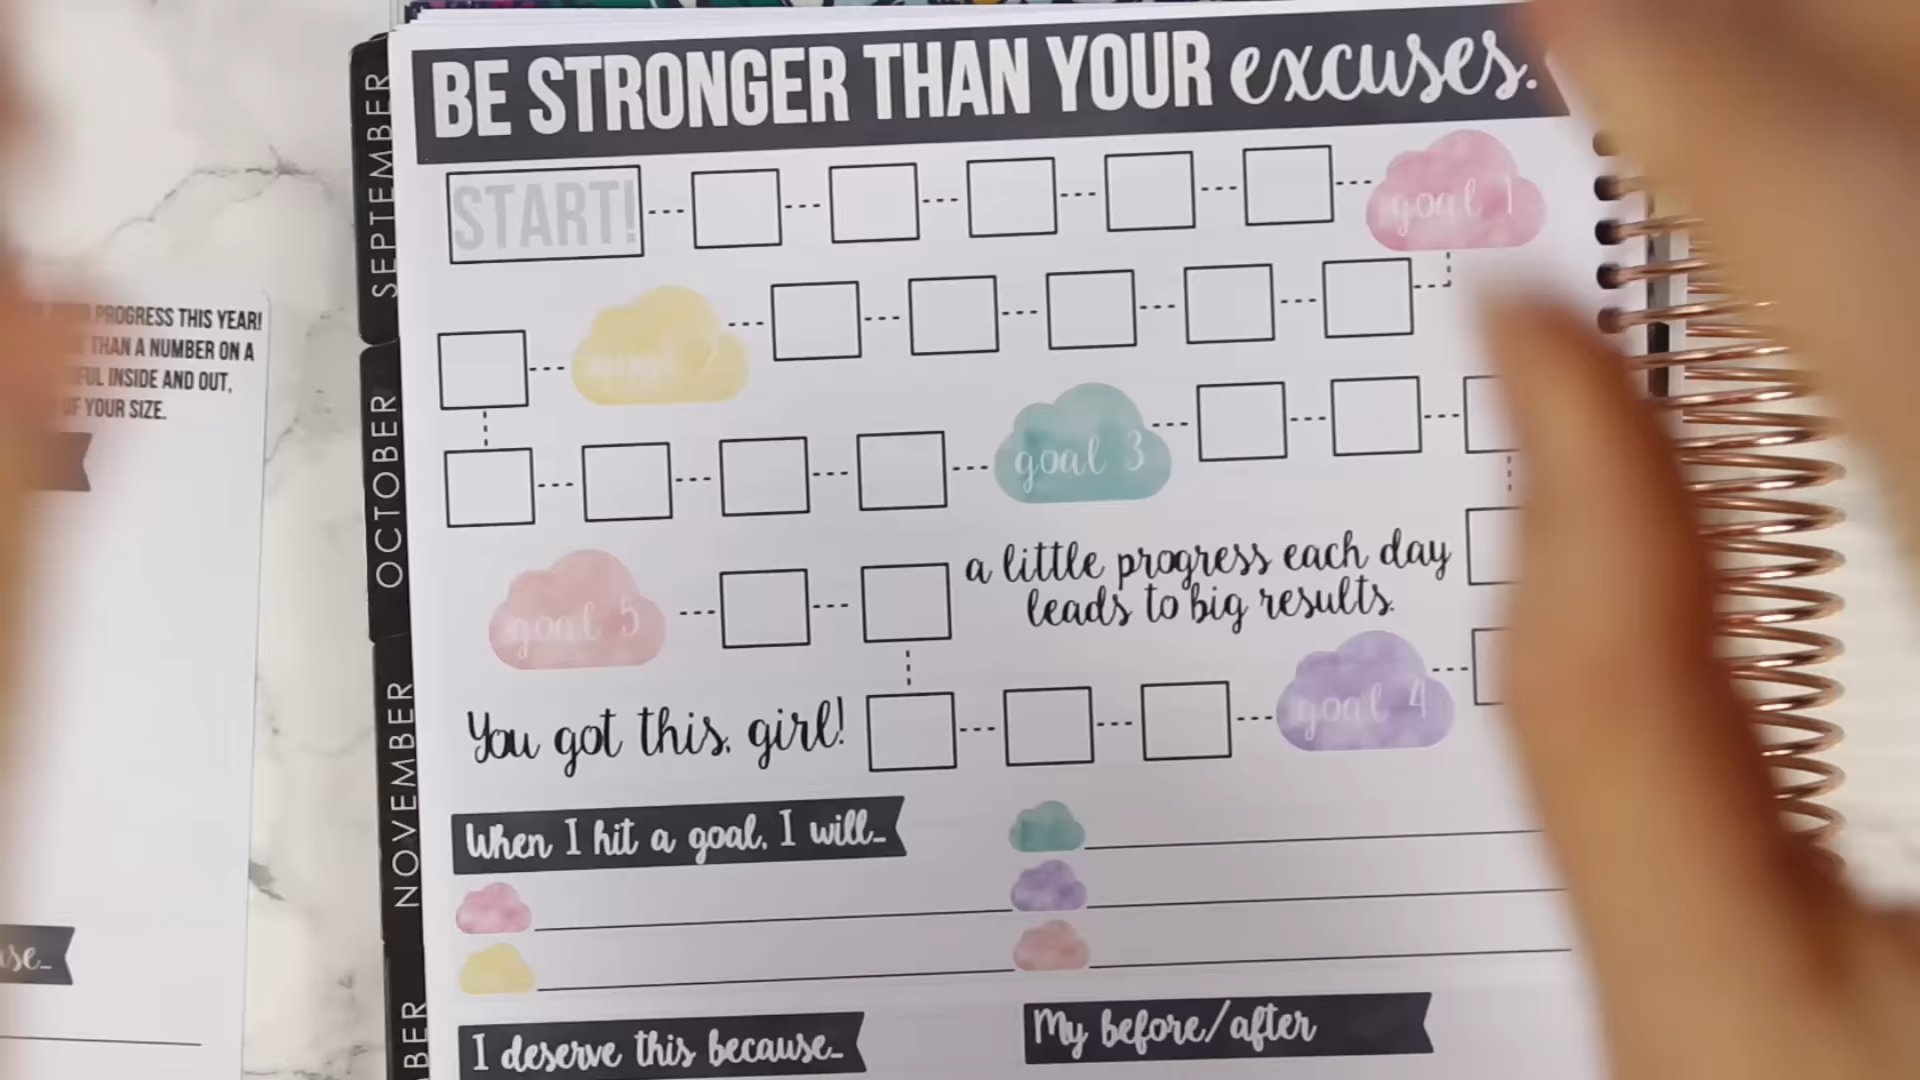 BE STRONGER THAN YOUR excuses.
START!
goal 1
goal 2
goal 3
a little progress each day
leads to big results.
goal 5
goal 4
You got this, girl!
When I hit a goal, I will...
I deserve this because...
My before/after
SEPTEMBER
OCTOBER
NOVEMBER
BER
PROGRESS THIS YEAR!
THAN A NUMBER ON A
INSIDE AND OUT,
OF YOUR SIZE.